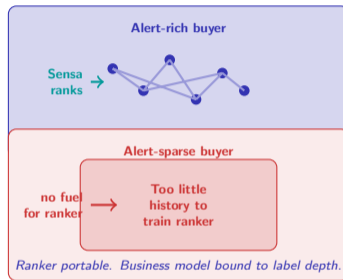 Alert-rich buyer
Sensa
ranks
Alert-sparse buyer
no fuel
for ranker
Too little
history to
train ranker
Ranker portable. Business model bound to label depth.